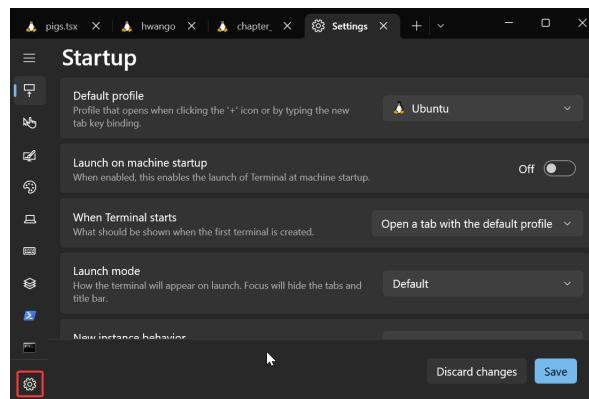 pigs.tsx
hwango
chapter_
Settings
Startup
Default profile
Profile that opens when clicking the '+' icon or by typing the new
tab key binding.
Ubuntu
Launch on machine startup
When enabled, this enables the launch of Terminal at machine startup.
Off
When Terminal starts
What should be shown when the first terminal is created.
Open a tab with the default profile
Launch mode
How the terminal will appear on launch. Focus will hide the tabs and
title bar.
Default
New instance behavior
Discard changes
Save